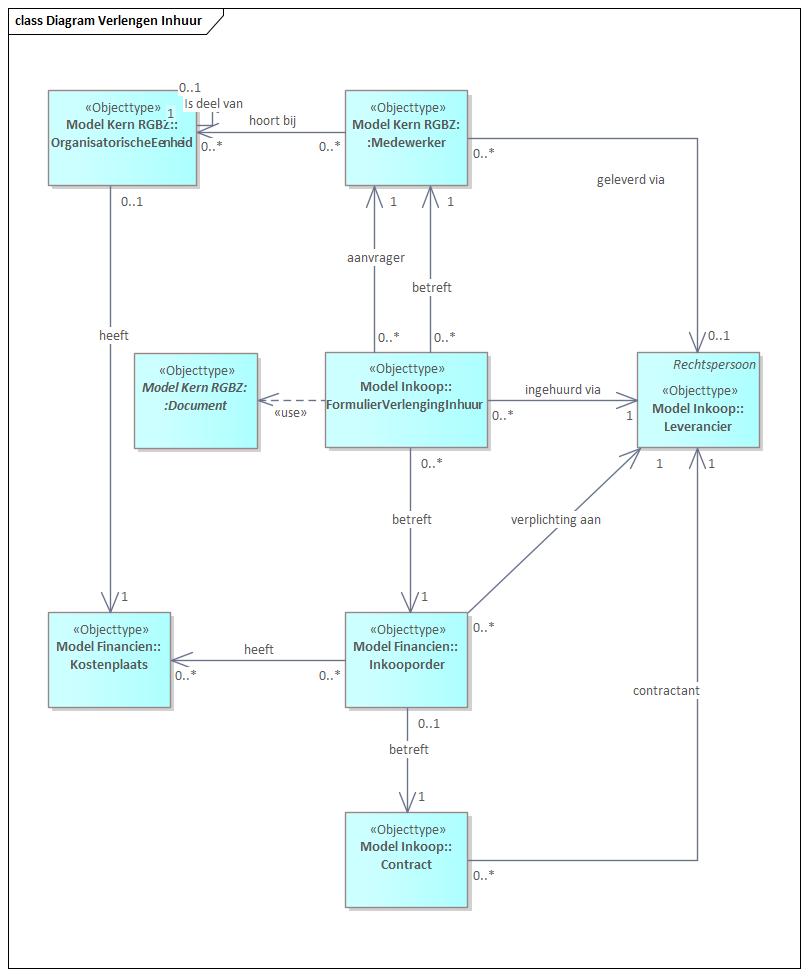 class Diagram Verlengen Inhuur
0..1
Is deel van
1
«Objecttype»
Model Kern RGBZ::
OrganisatorischeEenheid
0..*
hoort bij
0..*
«Objecttype»
Model Kern RGBZ:
:Medewerker
0..*
geleverd via
0..1
0..1
1
1
aanvrager
betreft
heeft
0..*
0..*
«Objecttype»
Model Kern RGBZ:
:Document
«use»
«Objecttype»
Model Inkoop::
FormulierVerlengingInhuur
ingehuurd via
0..*
1
Rechtspersoon
«Objecttype»
Model Inkoop::
Leverancier
0..*
1
1
betreft
verplichting aan
1
1
«Objecttype»
Model Financien::
Kostenplaats
heeft
0..*
0..*
«Objecttype»
Model Financien::
Inkooporder
0..*
0..1
contractant
betreft
1
«Objecttype»
Model Inkoop::
Contract
0..*